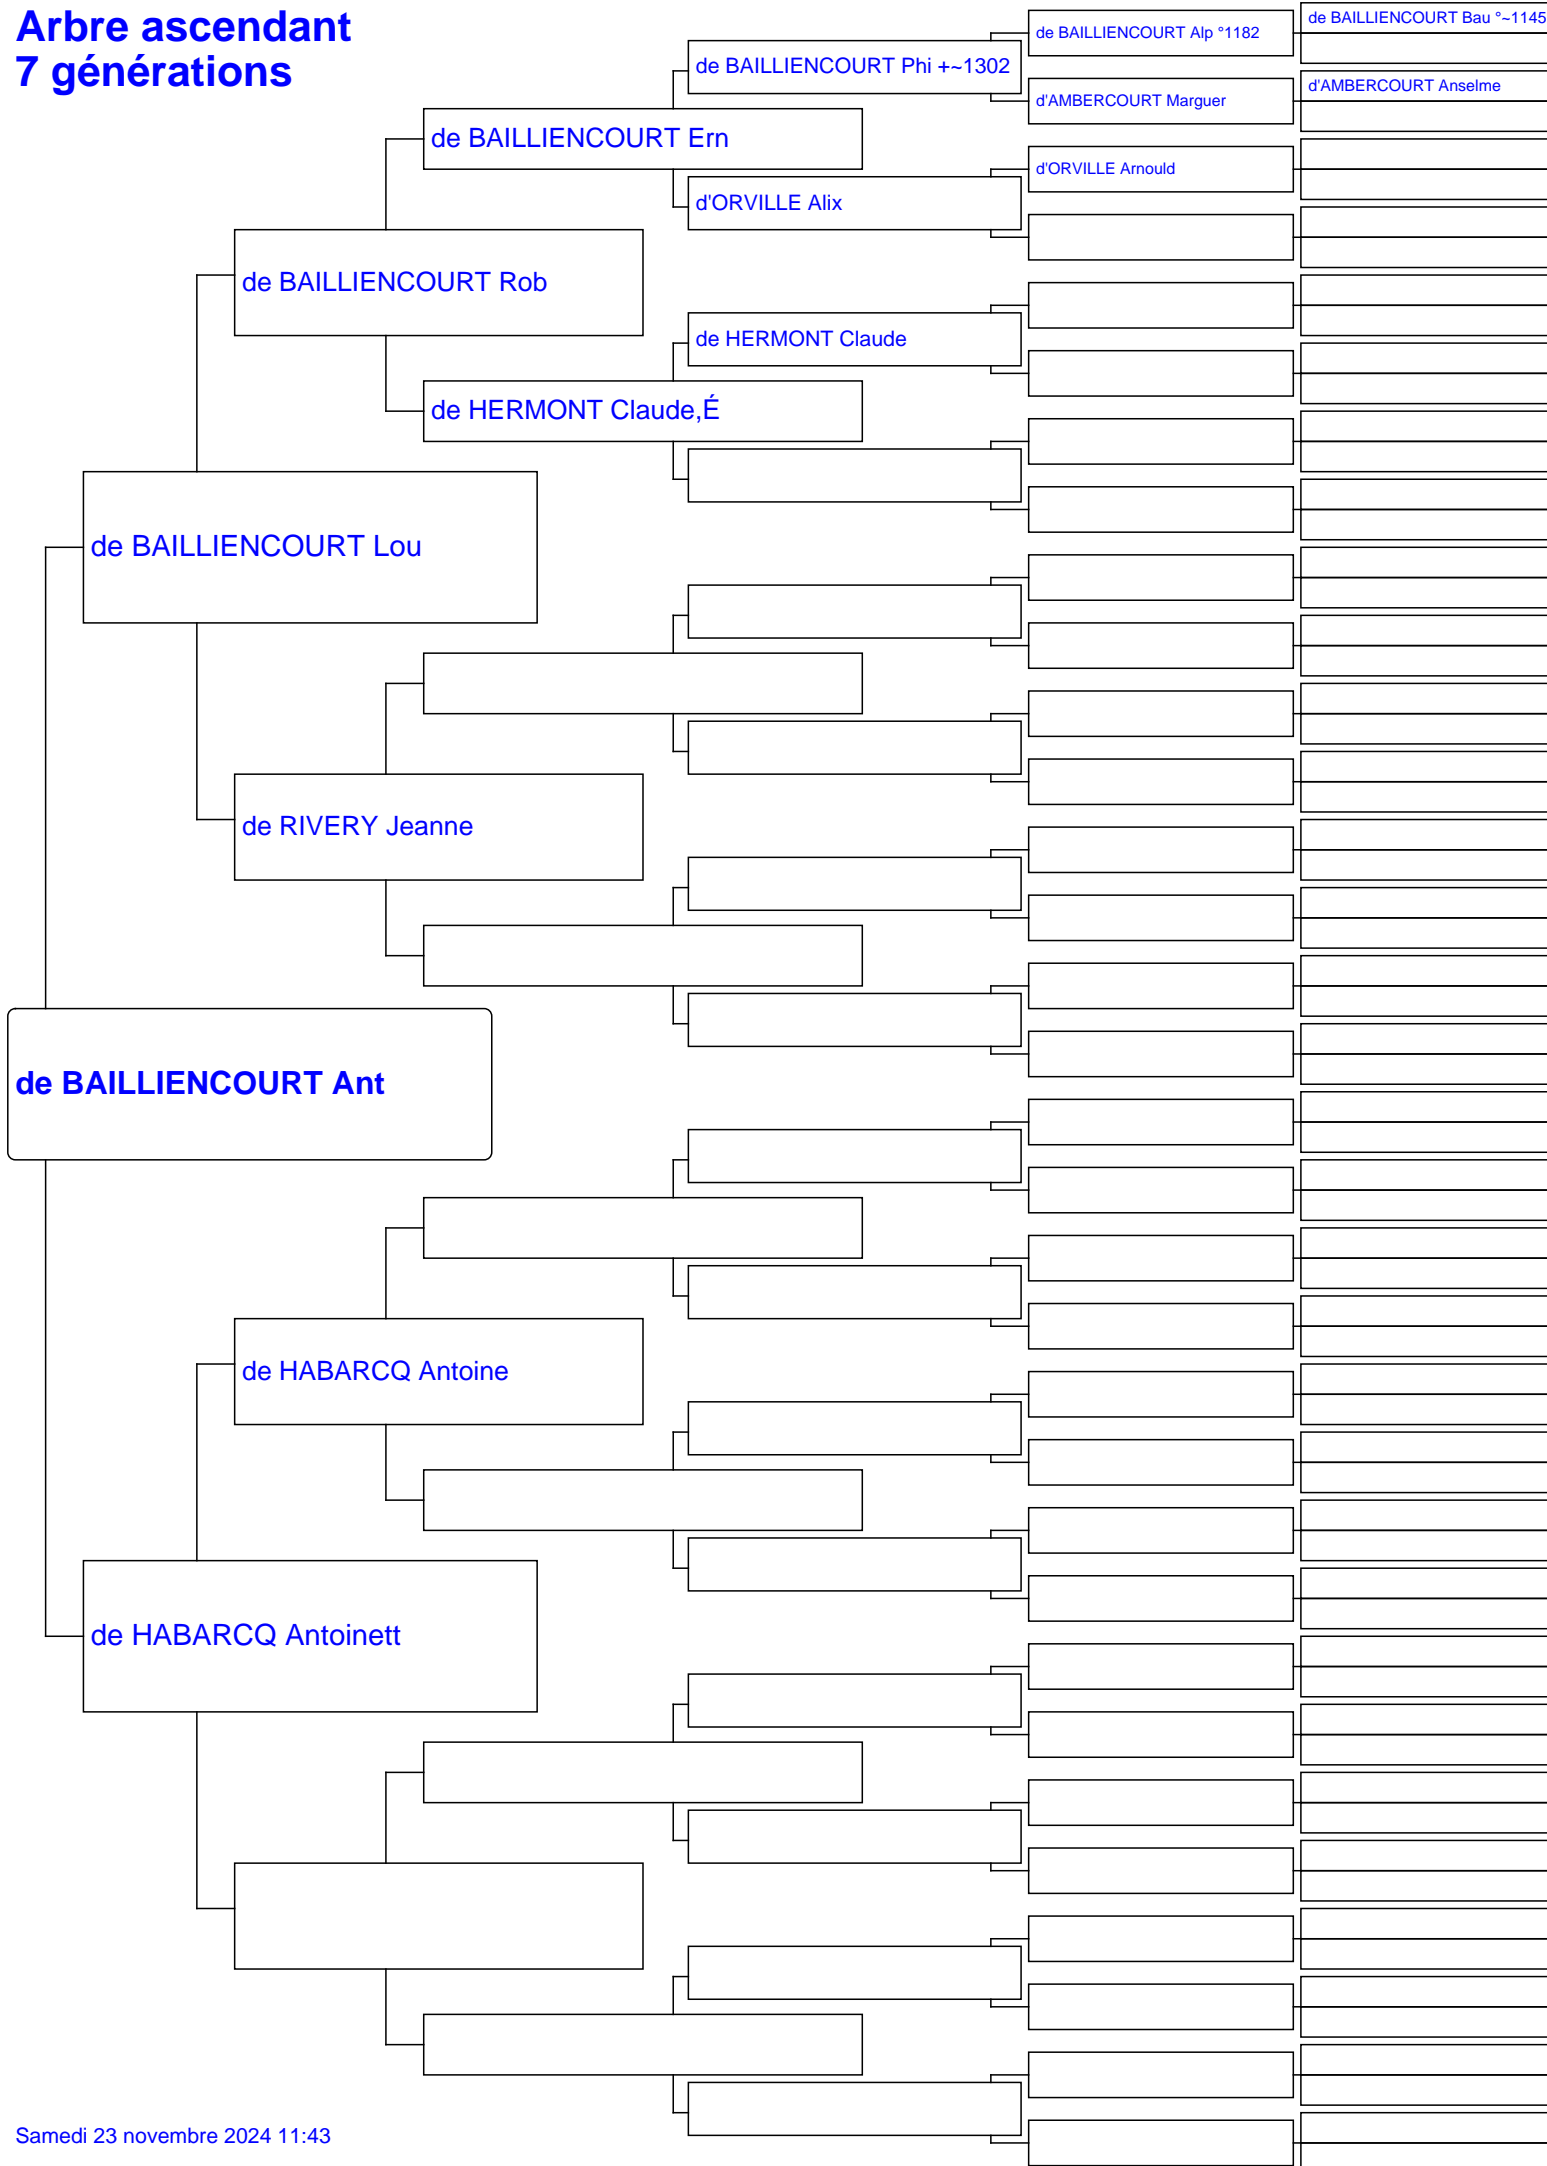 Arbre ascendant
7 générations
de BAILLIENCOURT Bau °~1145
de BAILLIENCOURT Alp °1182
de BAILLIENCOURT Phi +~1302
d'AMBERCOURT Anselme
d'AMBERCOURT Marguer
de BAILLIENCOURT Ern
d'ORVILLE Arnould
d'ORVILLE Alix
de BAILLIENCOURT Rob
de HERMONT Claude
de HERMONT Claude,É
de BAILLIENCOURT Lou
de RIVERY Jeanne
de BAILLIENCOURT Ant
de HABARCQ Antoine
de HABARCQ Antoinett
Samedi 23 novembre 2024 11:43